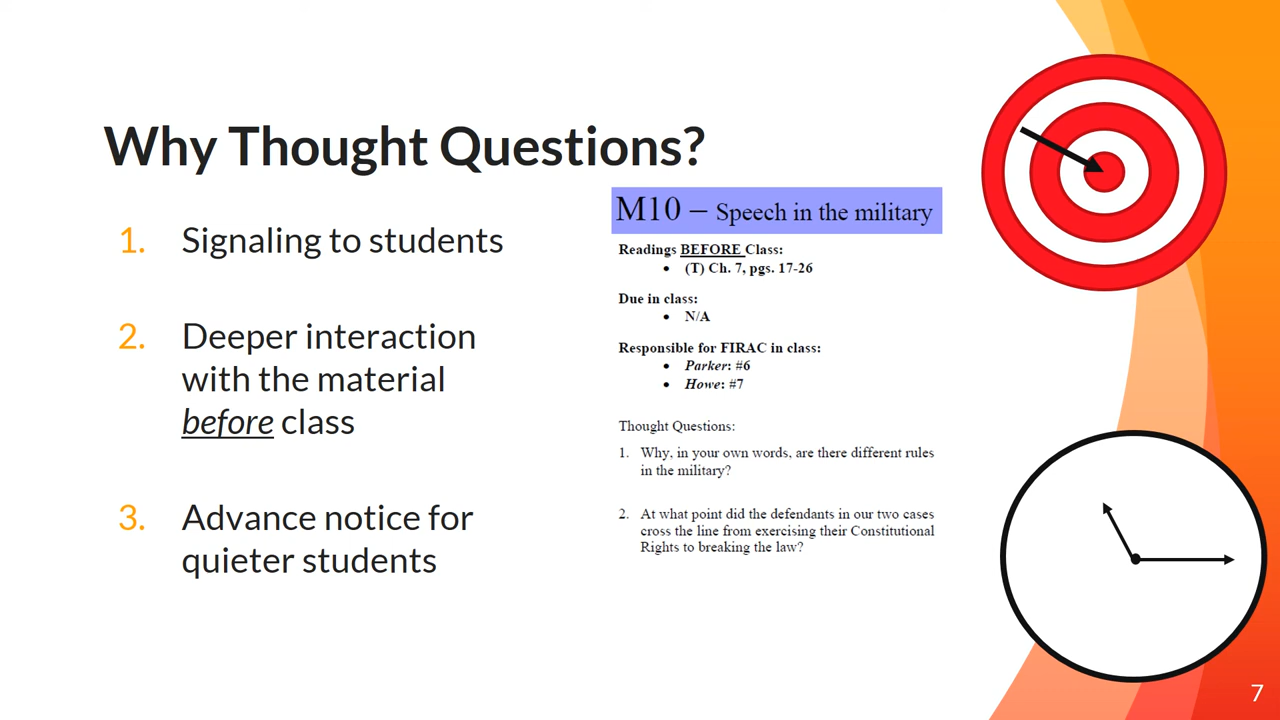 Why Thought Questions?
1. Signaling to students
2. Deeper interaction
with the material
before class
3. Advance notice for
quieter students
M10 – Speech in the military
Readings BEFORE Class:
• (T) Ch. 7, pgs. 17-26
Due in class:
• N/A
Responsible for FIRAC in class:
• Parker: #6
• Howe: #7
Thought Questions:
1. Why, in your own words, are there different rules
in the military?
2. At what point did the defendants in our two cases
cross the line from exercising their Constitutional
Rights to breaking the law?
7